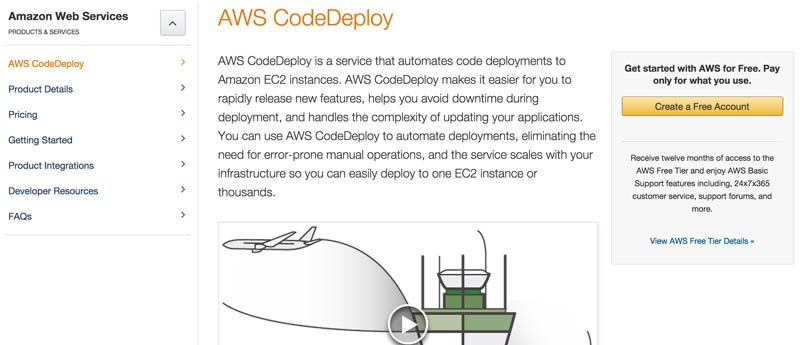 Amazon Web Services
PRODUCTS & SERVICES
AWS CodeDeploy
Product Details
Pricing
Getting Started
Product Integrations
Developer Resources
FAQs
AWS CodeDeploy
AWS CodeDeploy is a service that automates code deployments to
Amazon EC2 instances. AWS CodeDeploy makes it easier for you to
rapidly release new features, helps you avoid downtime during
deployment, and handles the complexity of updating your applications.
You can use AWS CodeDeploy to automate deployments, eliminating the
need for error-prone manual operations, and the service scales with your
infrastructure so you can easily deploy to one EC2 instance or
thousands.
Get started with AWS for Free. Pay
only for what you use.
Create a Free Account
Receive twelve months of access to the
AWS Free Tier and enjoy AWS Basic
Support features including, 24x7x365
customer service, support forums, and
more.
View AWS Free Tier Details »